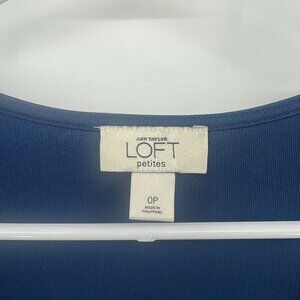 ANN TAYLOR
LOFT
petites
0P
MADE IN
PHILIPPINES